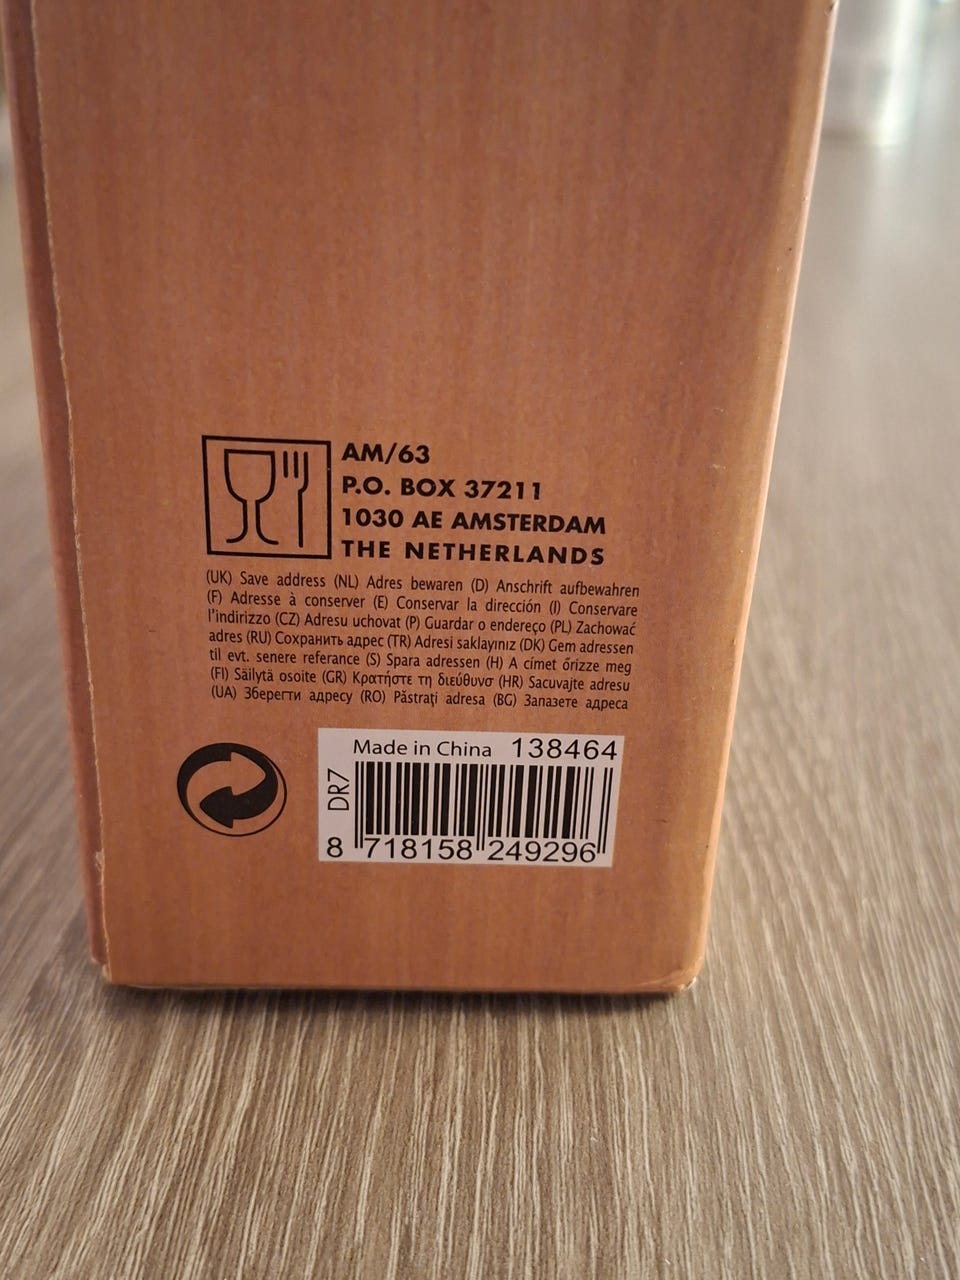 AM/63
P.O. BOX 37211
1030 AE AMSTERDAM
THE NETHERLANDS
(UK) Save address (NL) Adres bewaren (D) Anschrift aufbewahren
(F) Adresse à conserver (E) Conservar la dirección (I) Conservare
l'indirizzo (CZ) Adresu uchovat (P) Guardar o endereço (PL) Zachować
adres (RU) Сохранить адрес (TR) Adresi saklayınız (DK) Gem adressen
til evt. senere referance (S) Spara adressen (H) A címet őrizze meg
(FI) Säilytä osoite (GR) Κρατήστε τη διεύθυνσ (HR) Sacuvajte adresu
(UA) Зберегти адресу (RO) Păstrați adresa (BG) Запазете адреса
Made in China 138464
DR7
8 718158 249296